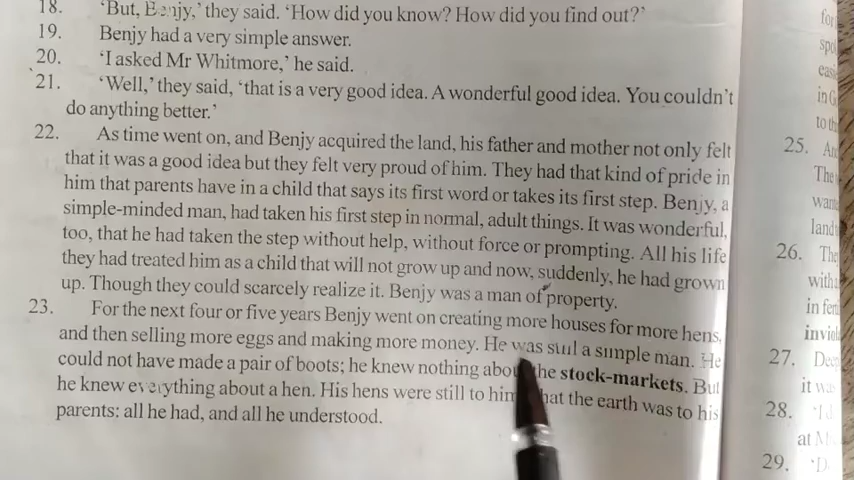 18. 'But, Benjy,' they said. 'How did you know? How did you find out?'
19. Benjy had a very simple answer.
20. 'I asked Mr Whitmore,' he said.
21. 'Well,' they said, 'that is a very good idea. A wonderful good idea. You couldn't
do anything better.'
22. As time went on, and Benjy acquired the land, his father and mother not only felt
that it was a good idea but they felt very proud of him. They had that kind of pride in
him that parents have in a child that says its first word or takes its first step. Benjy, a
simple-minded man, had taken his first step in normal, adult things. It was wonderful,
too, that he had taken the step without help, without force or prompting. All his life
they had treated him as a child that will not grow up and now, suddenly, he had grown
up. Though they could scarcely realize it. Benjy was a man of property.
23. For the next four or five years Benjy went on creating more houses for more hens,
and then selling more eggs and making more money. He was still a simple man. He
could not have made a pair of boots; he knew nothing about the stock-markets. But
he knew everything about a hen. His hens were still to him what the earth was to his
parents: all he had, and all he understood.
25.
The
land
26. The
in
27.
it was
28.
at
29.